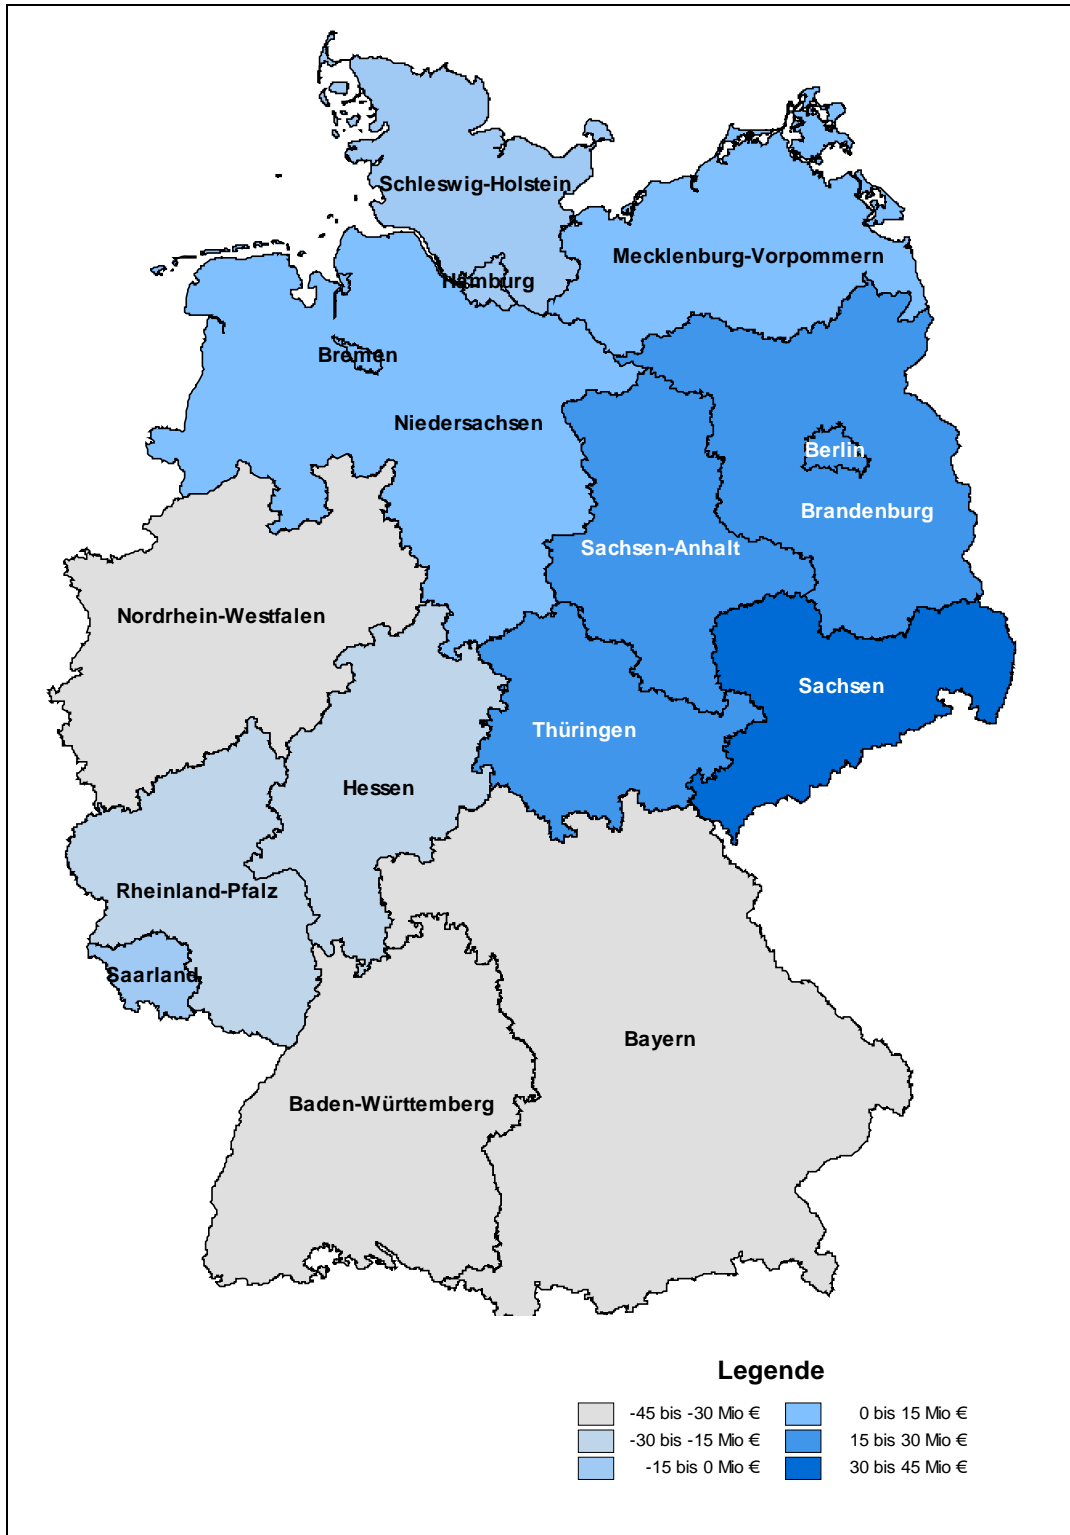 Schleswig-Holstein
Mecklenburg-Vorpommern
Hamburg
Bremen
Niedersachsen
Berlin
Brandenburg
Sachsen-Anhalt
Nordrhein-Westfalen
Sachsen
Thüringen
Hessen
Rheinland-Pfalz
Saarland
Bayern
Baden-Württemberg
Legende
-45 bis -30 Mio €
-30 bis -15 Mio €
-15 bis 0 Mio €
0 bis 15 Mio €
15 bis 30 Mio €
30 bis 45 Mio €